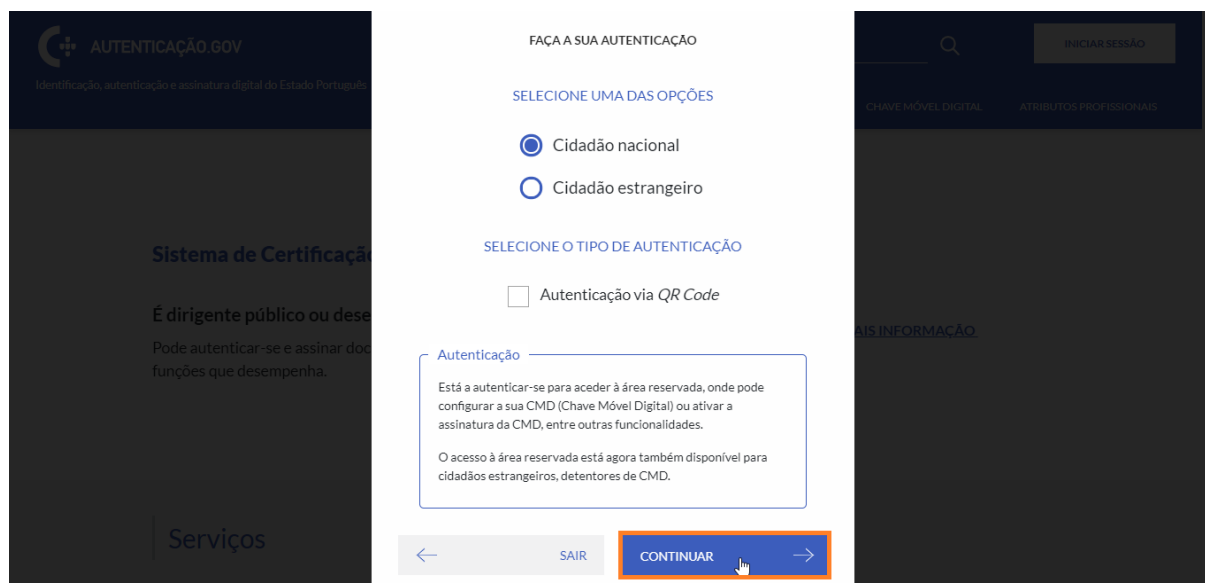 AUTENTICAÇÃO.GOV
Identificação, autenticação e assinatura digital do Estado Português
INICIAR SESSÃO
CHAVE MÓVEL DIGITAL
ATRIBUTOS PROFISSIONAIS
FAÇA A SUA AUTENTICAÇÃO
SELECIONE UMA DAS OPÇÕES
Cidadão nacional
Cidadão estrangeiro
SELECIONE O TIPO DE AUTENTICAÇÃO
Autenticação via QR Code
Autenticação
Está a autenticar-se para aceder à área reservada, onde pode
configurar a sua CMD (Chave Móvel Digital) ou ativar a
assinatura da CMD, entre outras funcionalidades.
O acesso à área reservada está agora também disponível para
cidadãos estrangeiros, detentores de CMD.
SAIR
CONTINUAR
Sistema de Certificação
É dirigente público ou dese
Pode autenticar-se e assinar doc
funções que desempenha.
AIS INFORMAÇÃO
Serviços